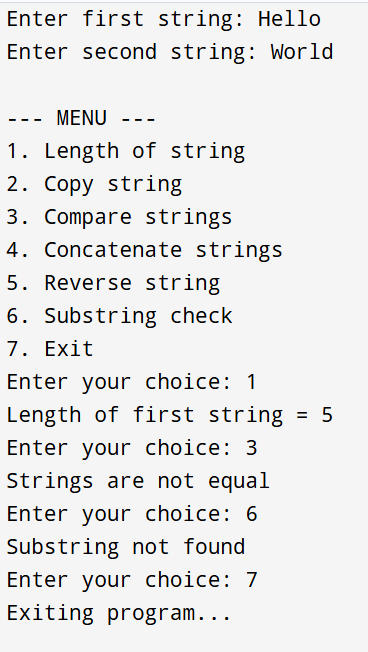 Enter first string: Hello
Enter second string: World
--- MENU ---
1. Length of string
2. Copy string
3. Compare strings
4. Concatenate strings
5. Reverse string
6. Substring check
7. Exit
Enter your choice: 1
Length of first string = 5
Enter your choice: 3
Strings are not equal
Enter your choice: 6
Substring not found
Enter your choice: 7
Exiting program...